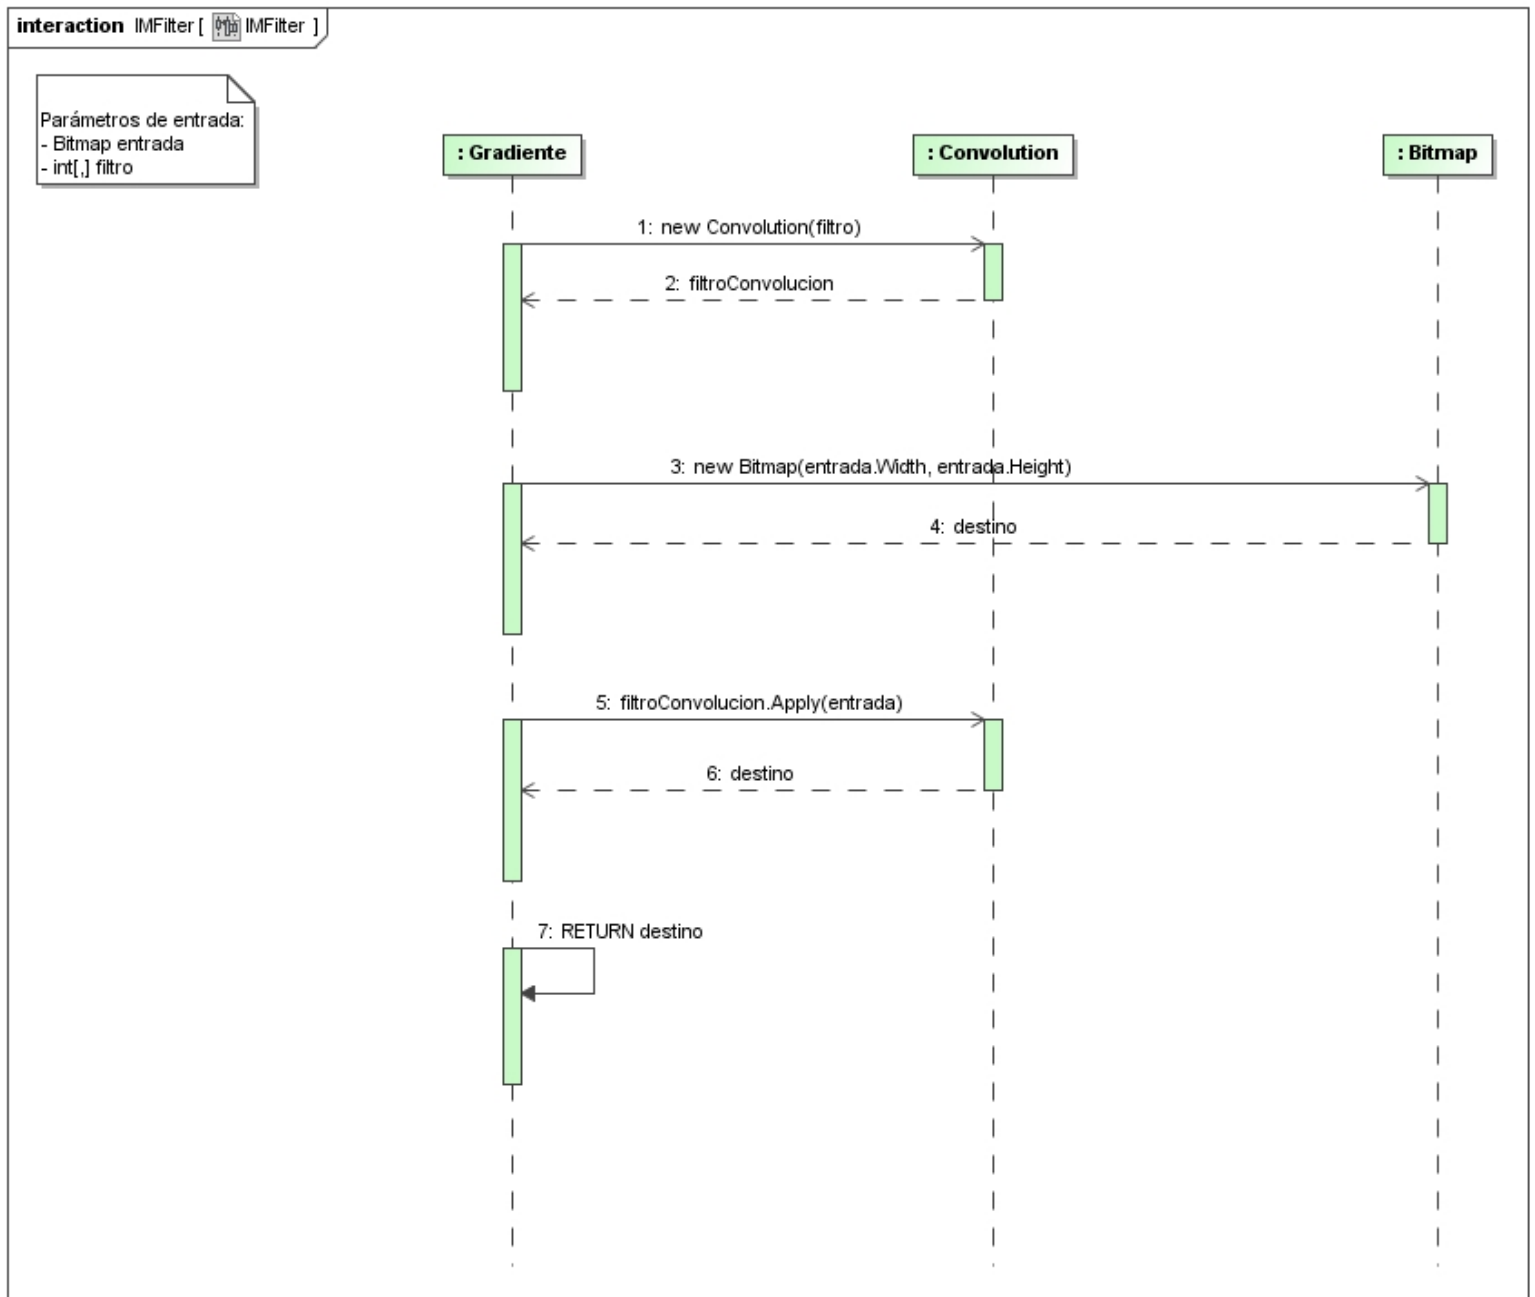 interaction IMFilter [ IMFilter ]
Parámetros de entrada:
- Bitmap entrada
- int[,] filtro
: Gradiente
: Convolution
: Bitmap
1: new Convolution(filtro)
2: filtroConvolucion
3: new Bitmap(entrada.Width, entrada.Height)
4: destino
5: filtroConvolucion.Apply(entrada)
6: destino
7: RETURN destino